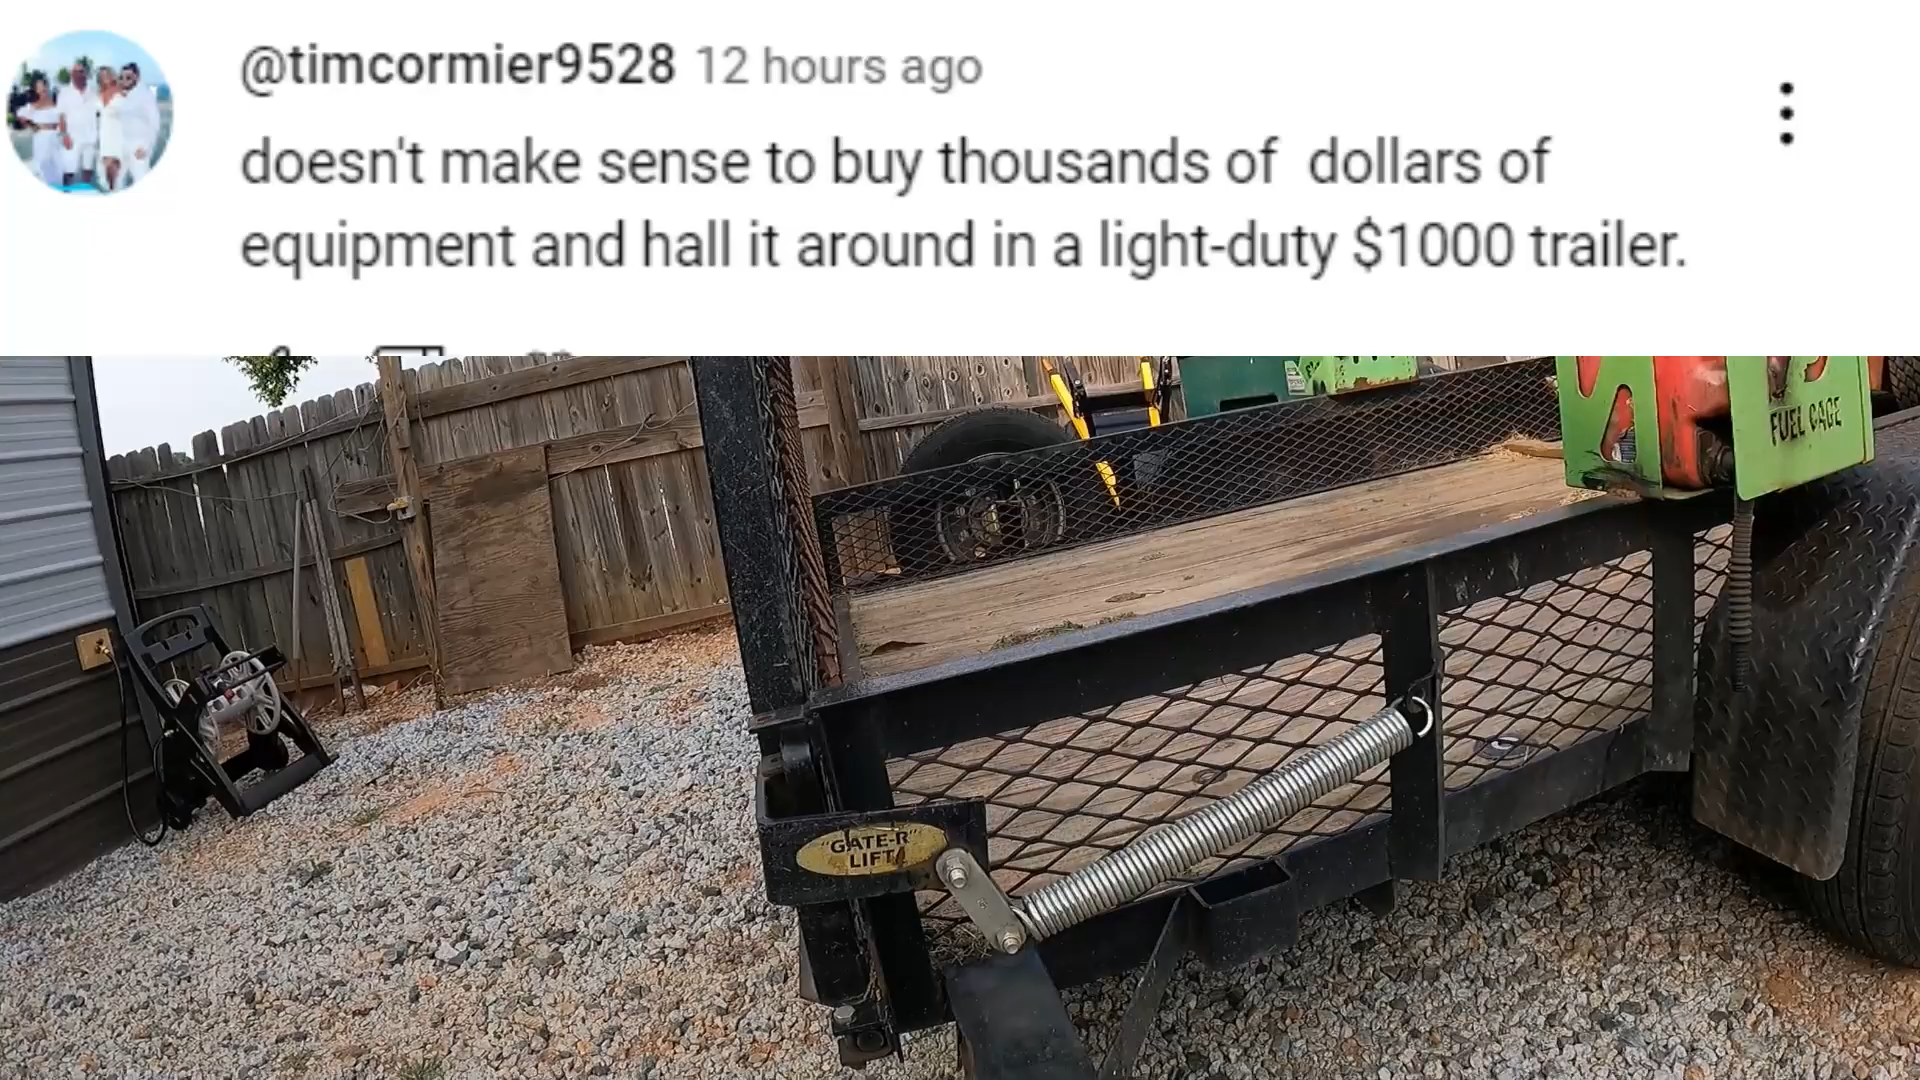 @timcormier9528 12 hours ago
doesn't make sense to buy thousands of  dollars of
equipment and hall it around in a light-duty $1000 trailer.
FUEL CAGE
"GATE-R"
LIFT